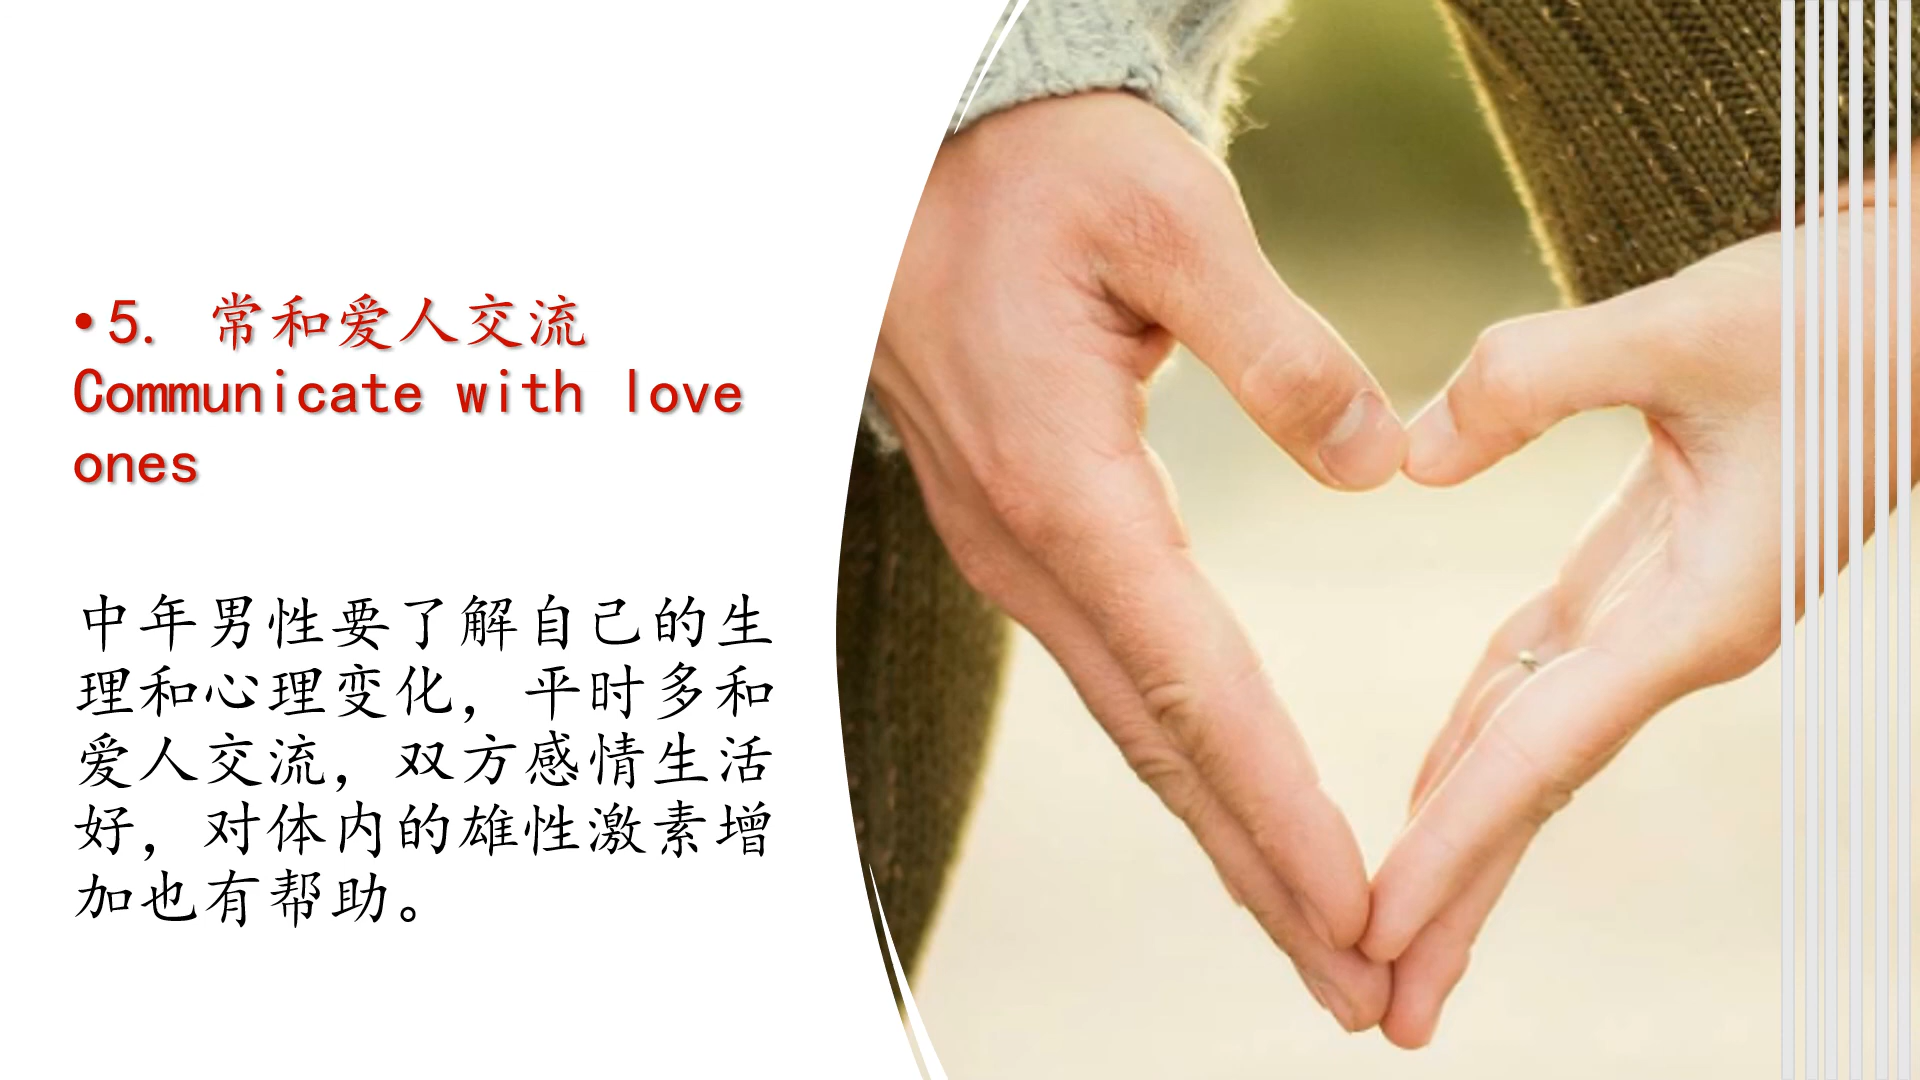 •5. 常和爱人交流
Communicate with love
ones
中年男性要了解自己的生
理和心理变化，平时多和
爱人交流，双方感情生活
好，对体内的雄性激素增
加也有帮助。